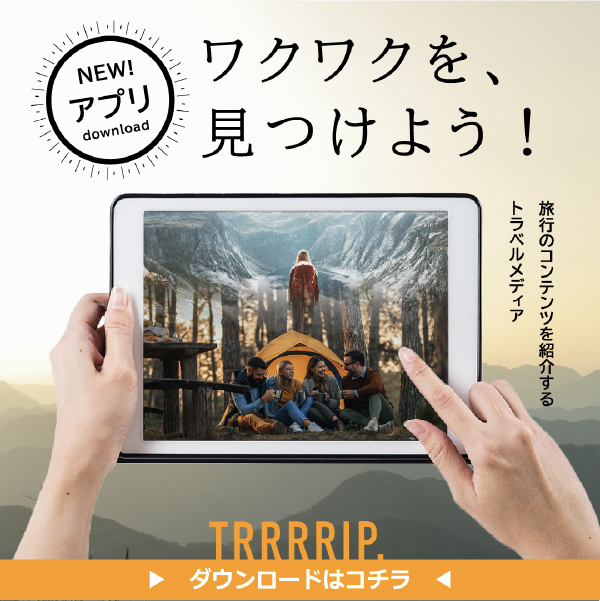 NEW!
アプリ
download
ワクワクを、
見つけよう！
旅行のコンテンツを紹介する
トラベルメディア
TRRRRIP.
▶ ダウンロードはコチラ ◀